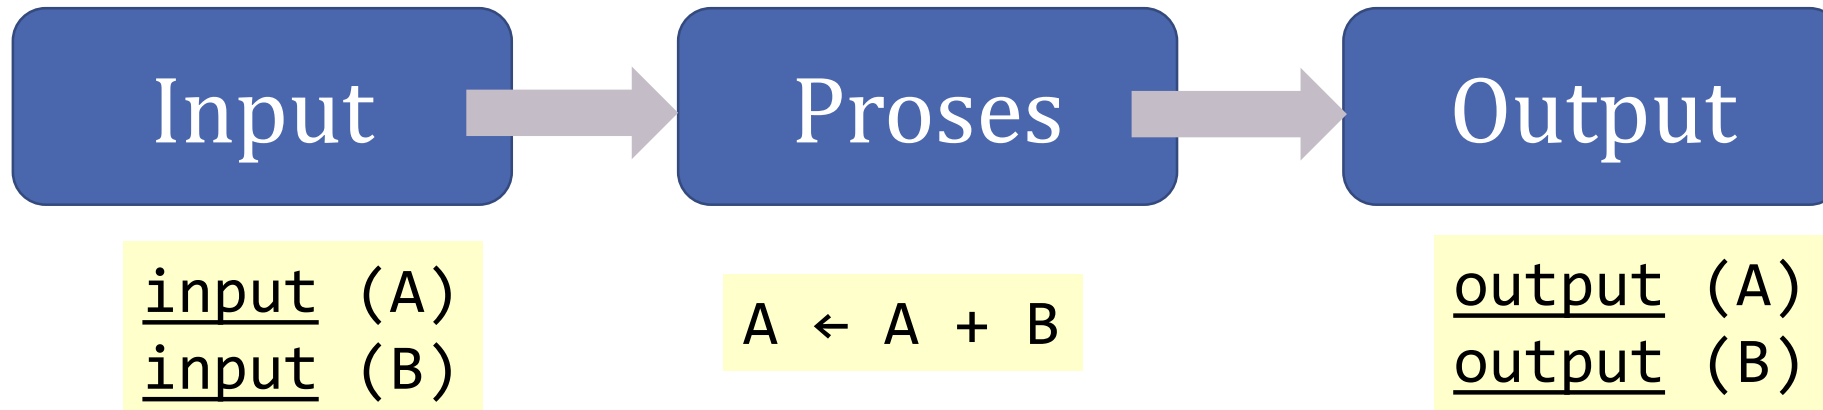 Input
Proses
Output
input (A)
input (B)
A ← A + B
output (A)
output (B)